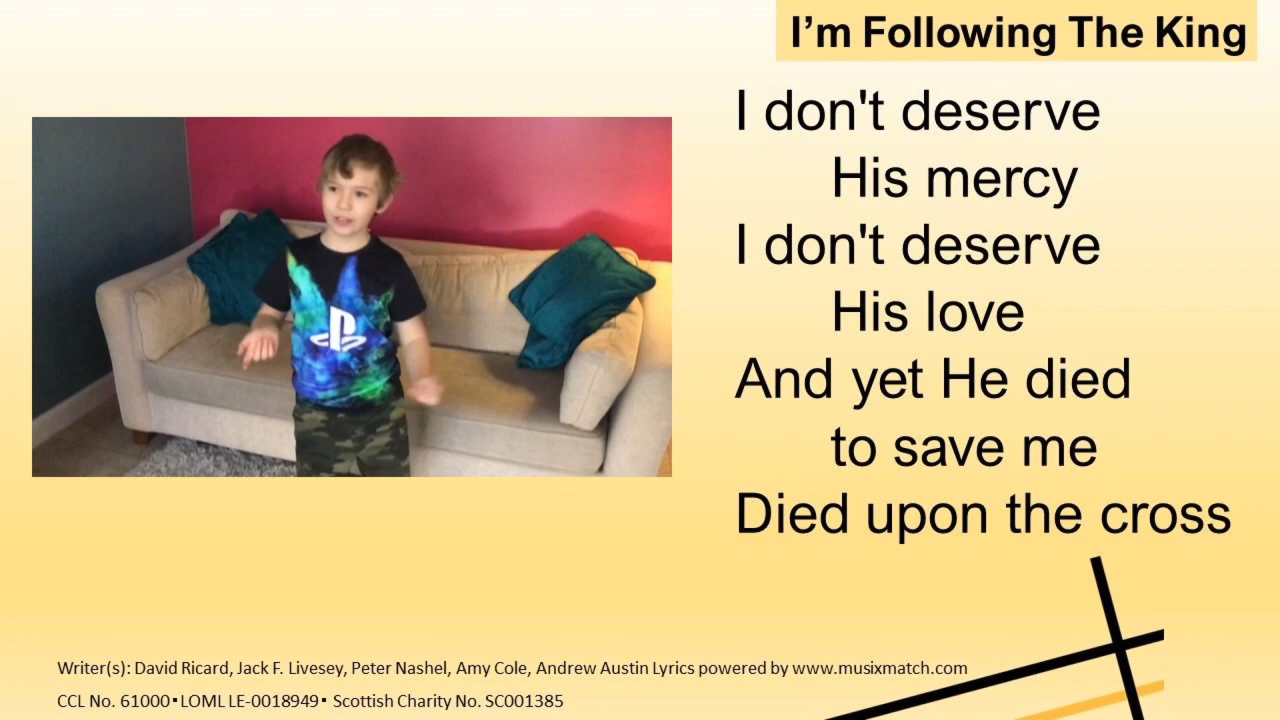 I’m Following The King
I don't deserve
His mercy
I don't deserve
His love
And yet He died
to save me
Died upon the cross
Writer(s): David Ricard, Jack F. Livesey, Peter Nashel, Amy Cole, Andrew Austin Lyrics powered by www.musixmatch.com
CCL No. 61000▪LOML LE-0018949▪ Scottish Charity No. SC001385